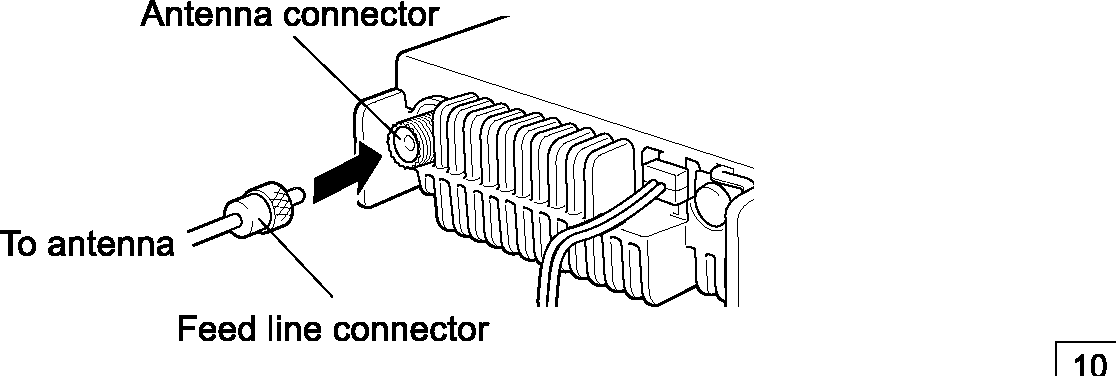 Antenna connector
To antenna
Feed line connector
10